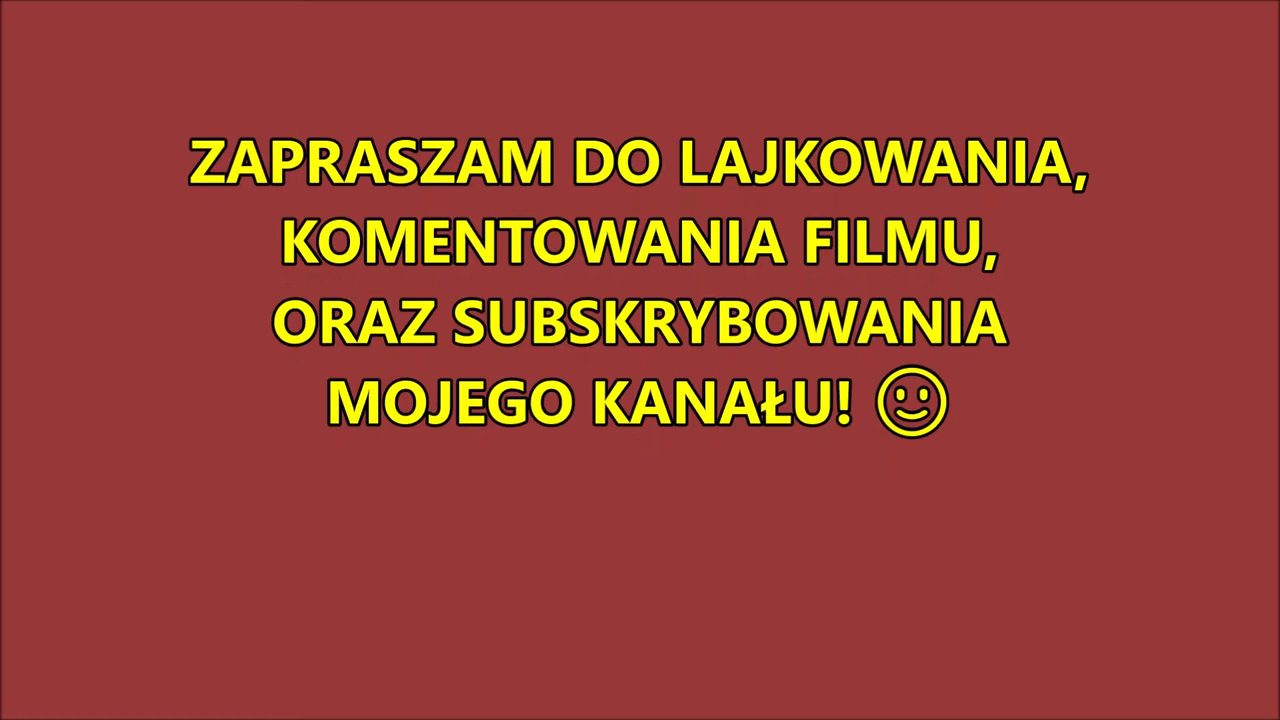 ZAPRASZAM DO LAJKOWANIA,
KOMENTOWANIA FILMU,
ORAZ SUBSKRYBOWANIA
MOJEGO KANAŁU! ☺